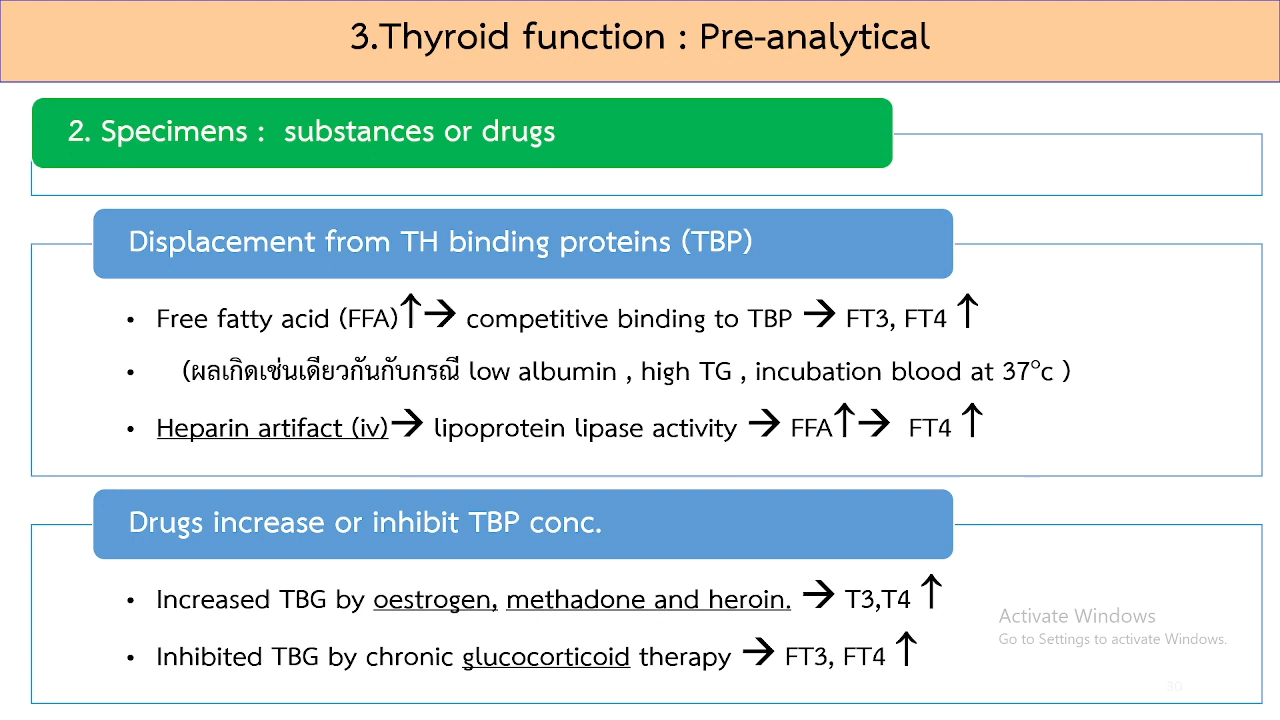 3.Thyroid function : Pre-analytical
2. Specimens : substances or drugs
Displacement from TH binding proteins (TBP)
• Free fatty acid (FFA)↑→ competitive binding to TBP → FT3, FT4 ↑
• (ผลเกิดเช่นเดียวกันกับกรณี low albumin , high TG , incubation blood at 37°c )
• Heparin artifact (iv)→ lipoprotein lipase activity → FFA↑→ FT4 ↑
Drugs increase or inhibit TBP conc.
• Increased TBG by oestrogen, methadone and heroin. → T3,T4 ↑
• Inhibited TBG by chronic glucocorticoid therapy → FT3, FT4 ↑
Activate Windows
Go to Settings to activate Windows.
30